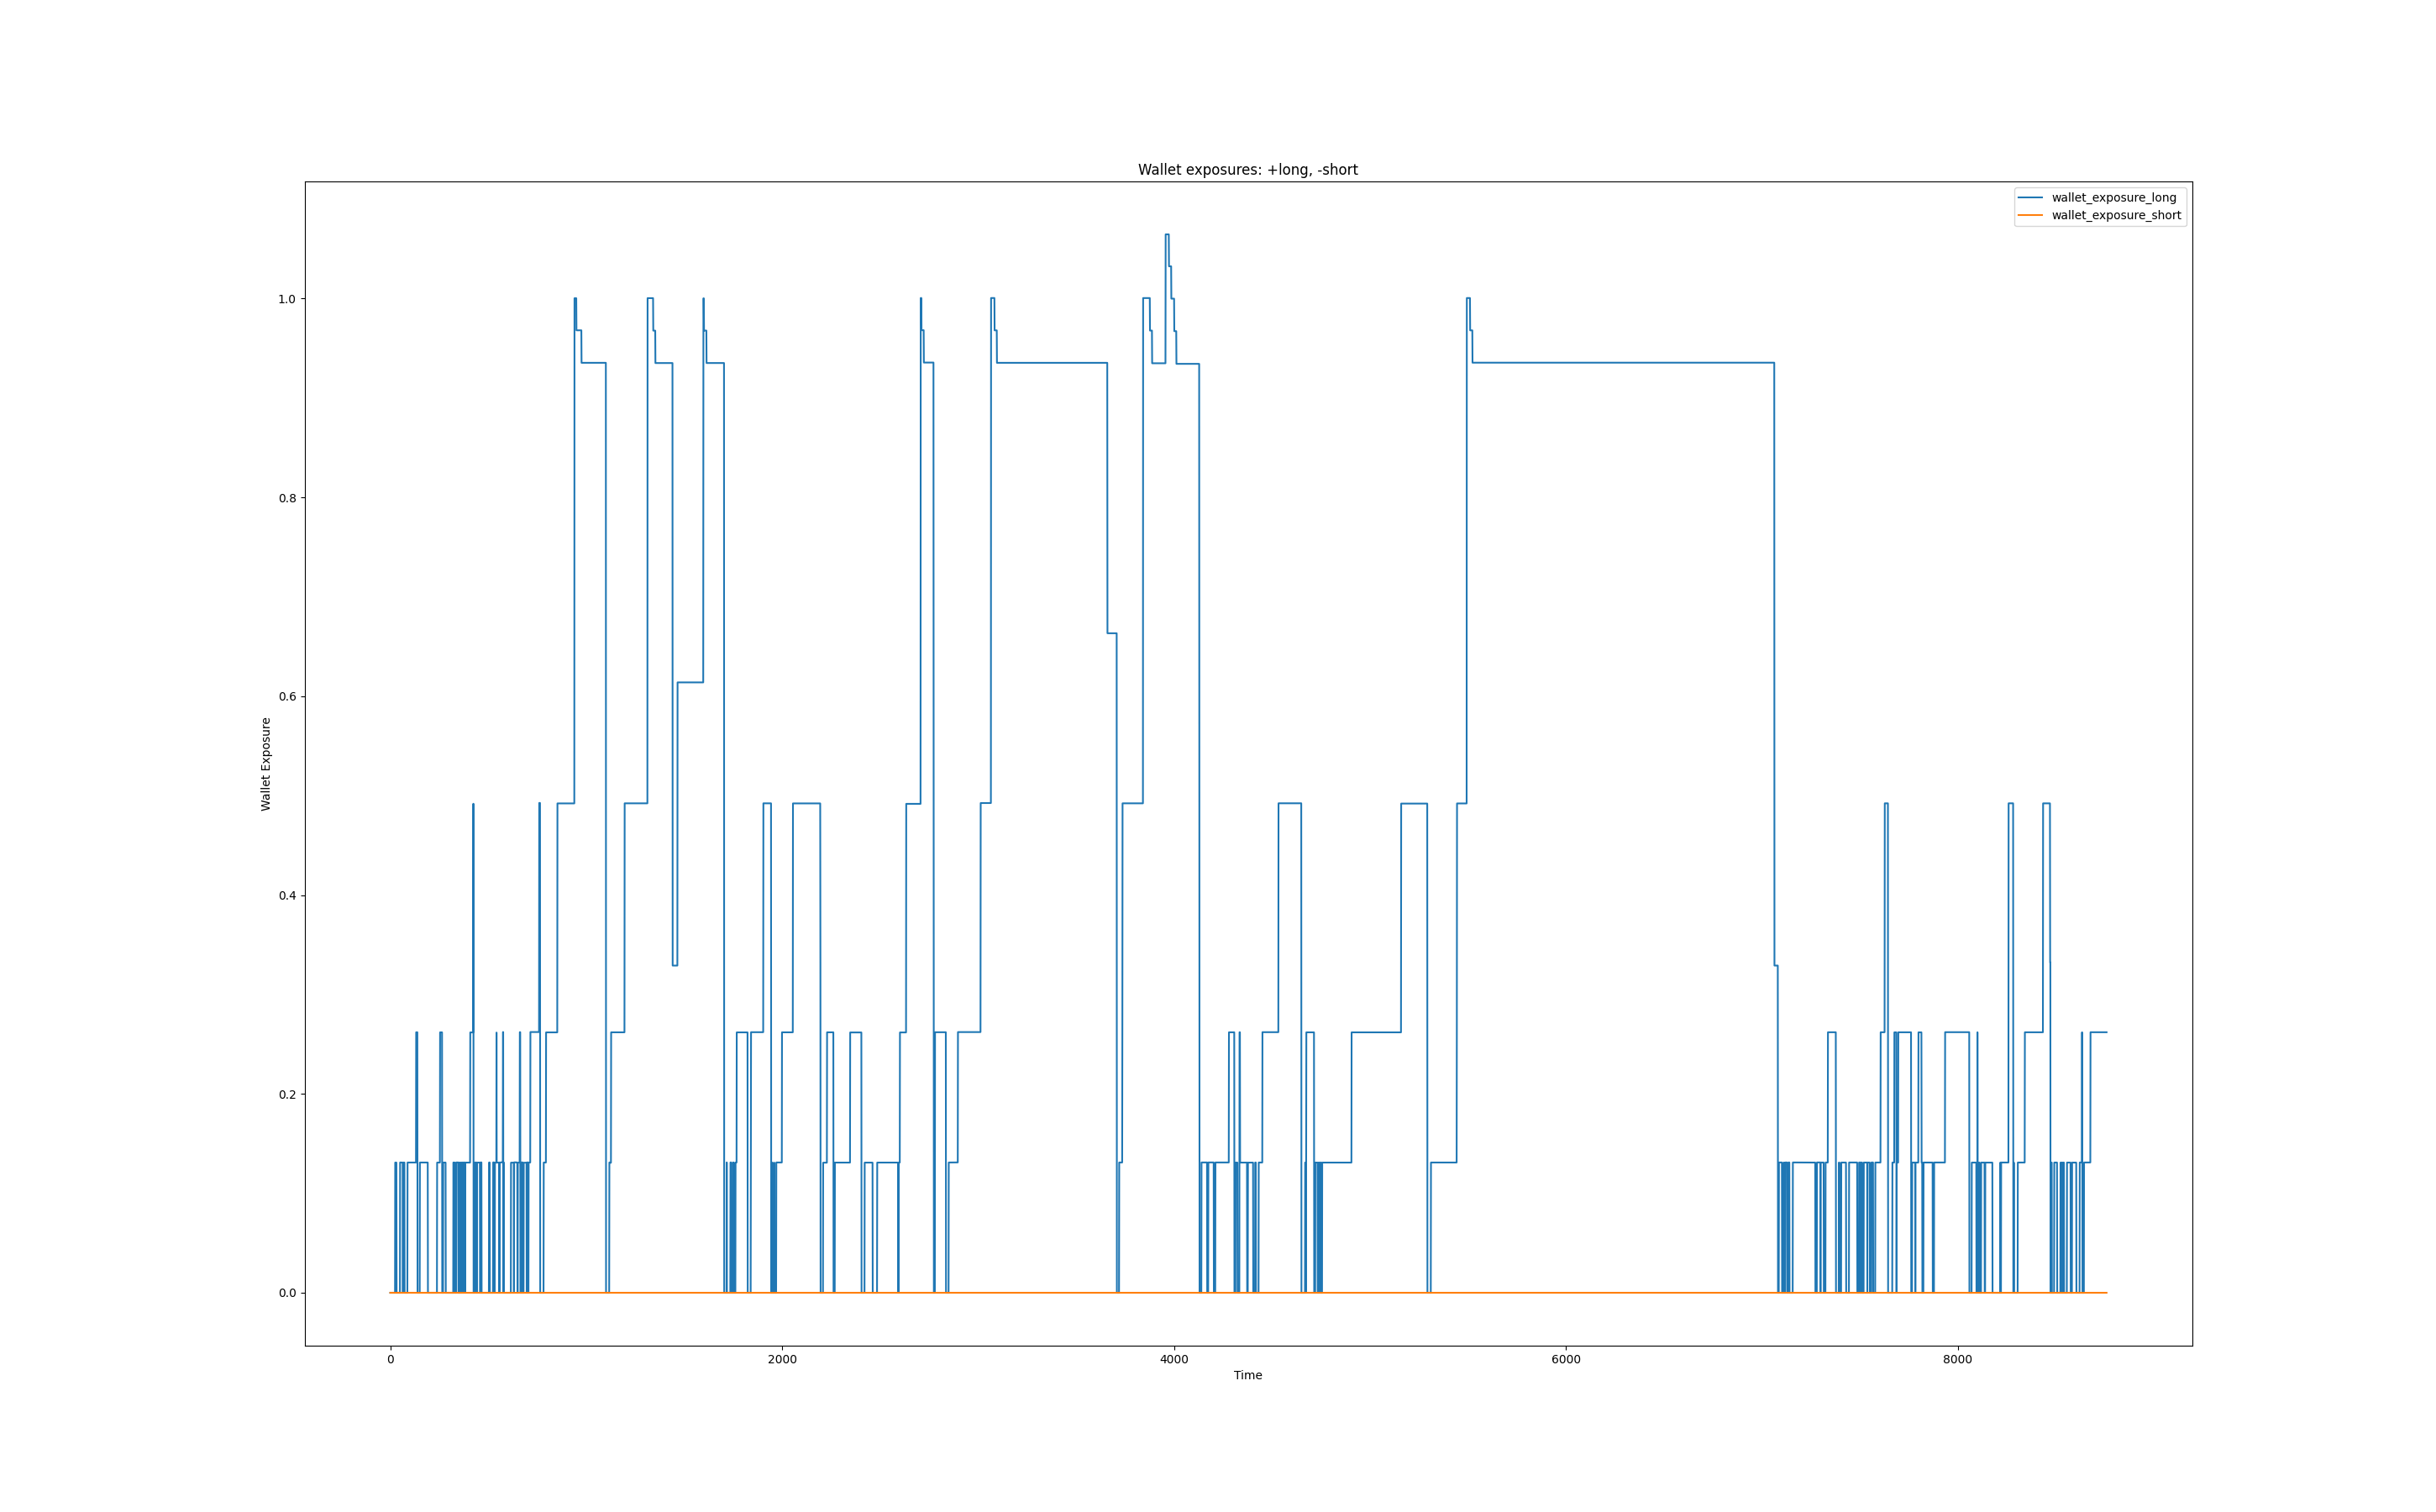 Wallet exposures: +long, -short
wallet_exposure_long
wallet_exposure_short
1.0
0.8
0.6
0.4
0.2
0.0
Wallet Exposure
0 2000 4000 6000 8000
Time